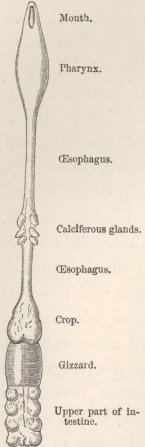 Mouth.
Pharynx.
Œsophagus.
Calciferous glands.
Œsophagus.
Crop.
Gizzard.
Upper part of in-
testine.